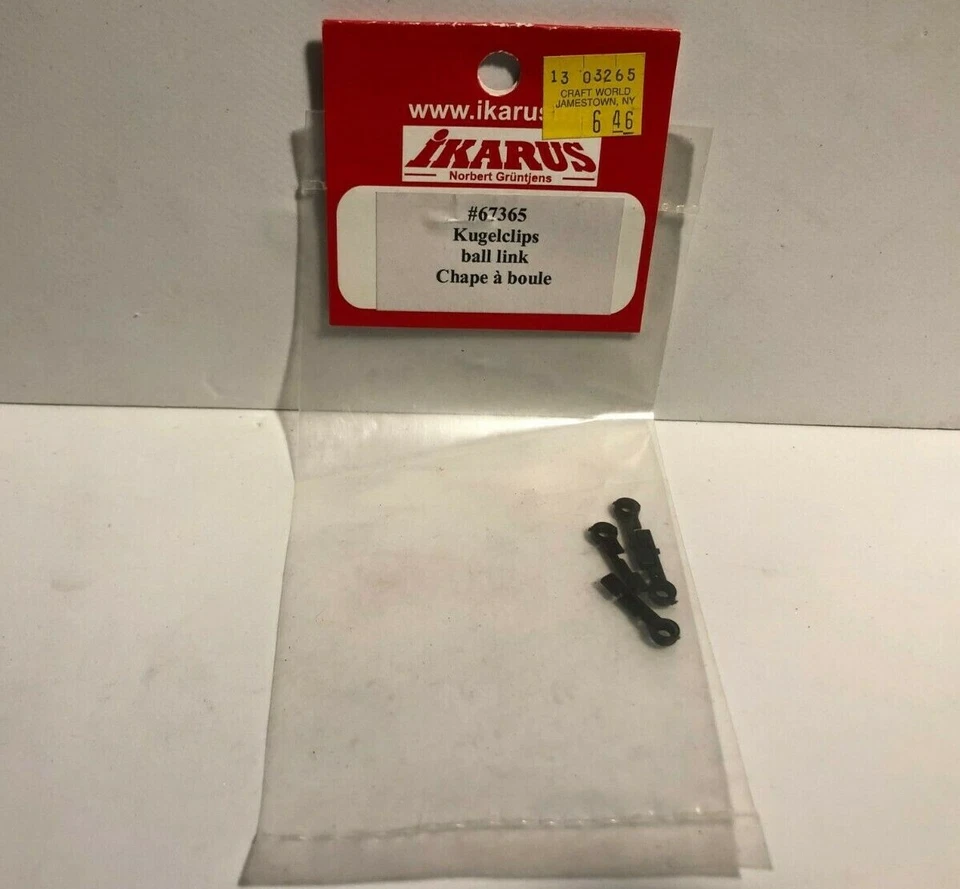 13 03265
CRAFT WORLD
JAMESTOWN, NY
6 46
www.ikarus
iKARUS
Norbert Grüntjens
#67365
Kugelclips
ball link
Chape à boule